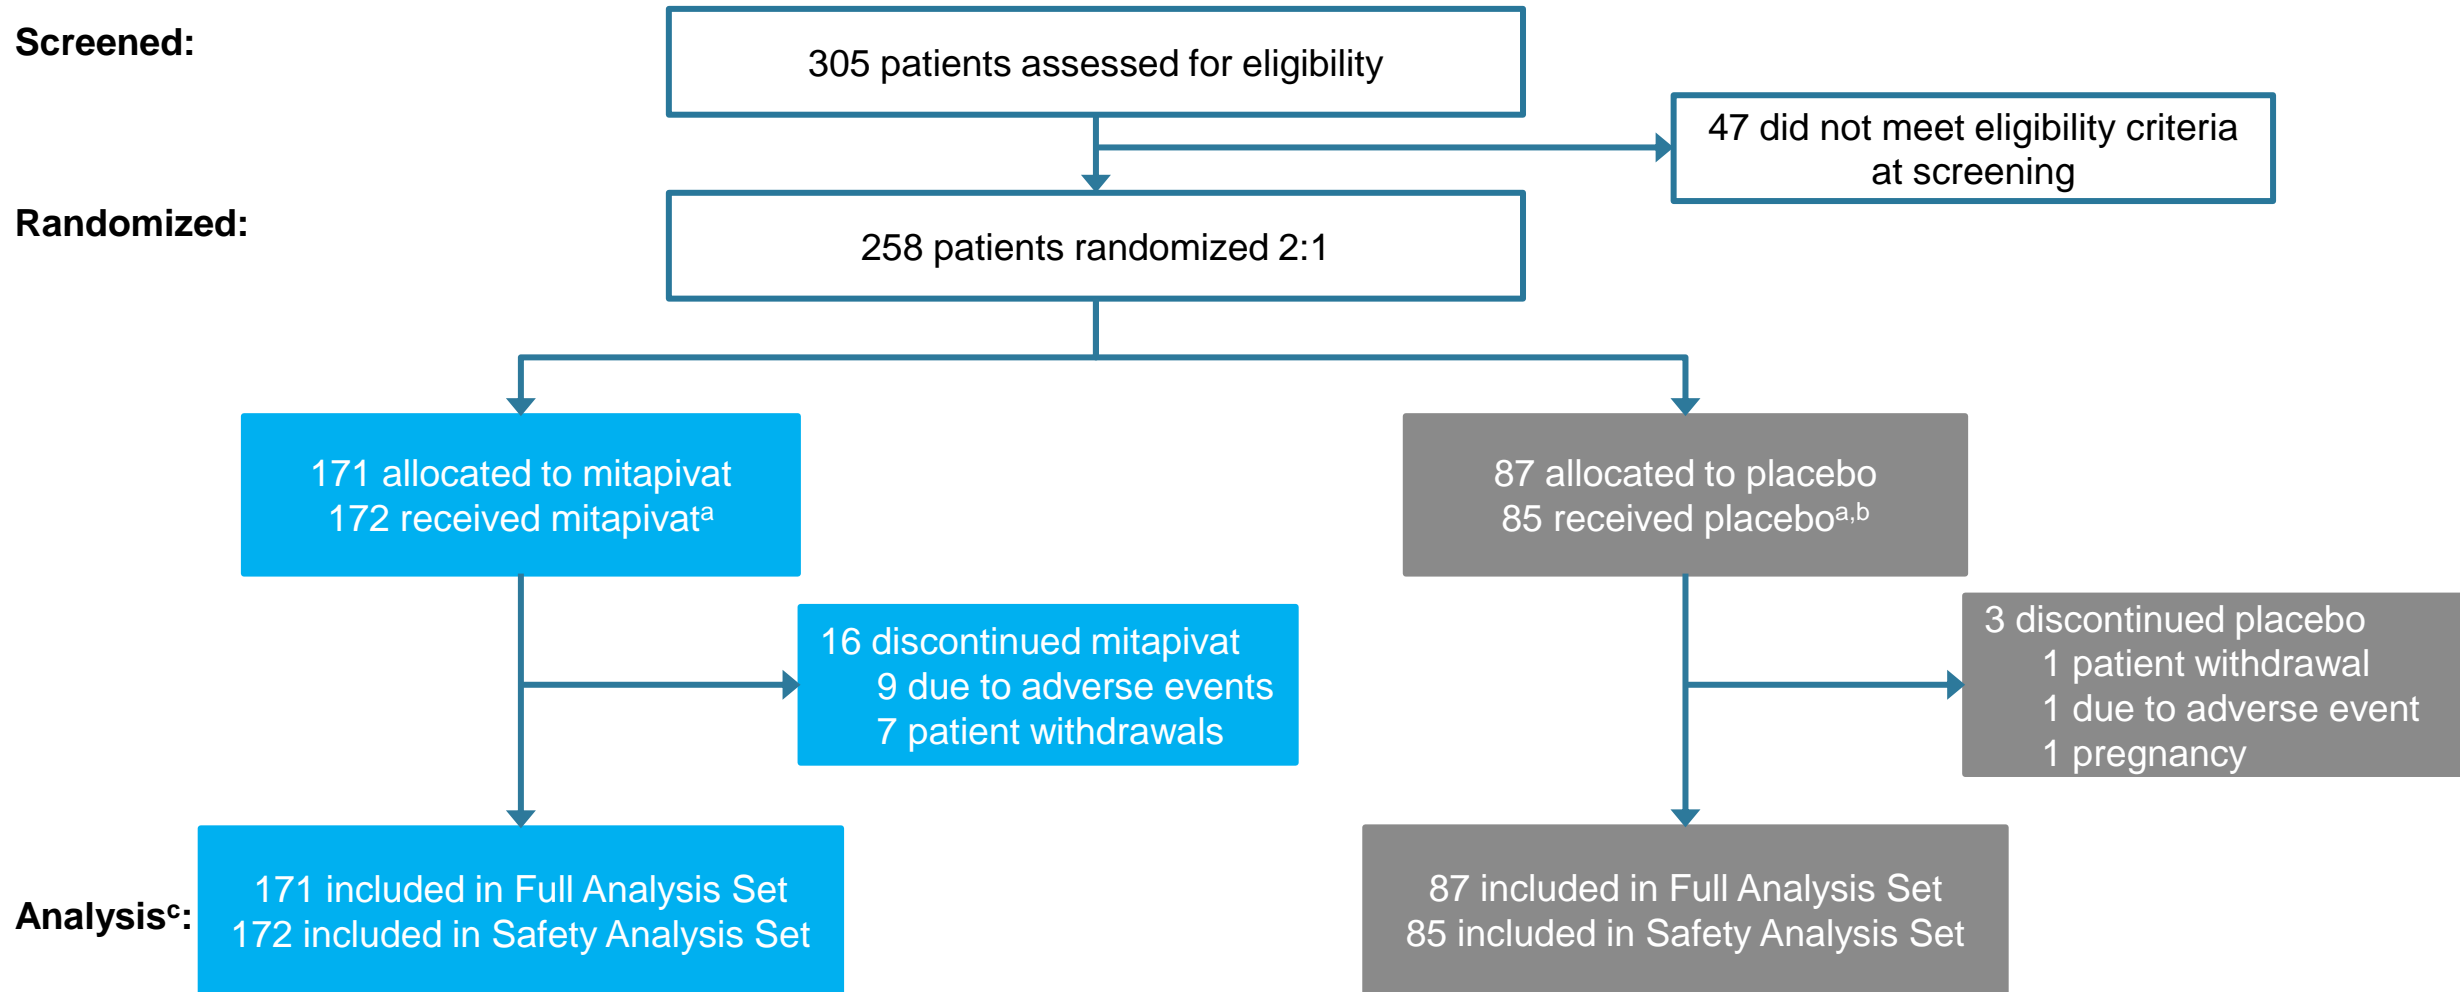 Screened:
305 patients assessed for eligibility
47 did not meet eligibility criteria
at screening
Randomized:
258 patients randomized 2:1
171 allocated to mitapivat
172 received mitapivatᵃ
87 allocated to placebo
85 received placeboᵃ,ᵇ
16 discontinued mitapivat
9 due to adverse events
7 patient withdrawals
3 discontinued placebo
1 patient withdrawal
1 due to adverse event
1 pregnancy
Analysisᶜ:
171 included in Full Analysis Set
172 included in Safety Analysis Set
87 included in Full Analysis Set
85 included in Safety Analysis Set